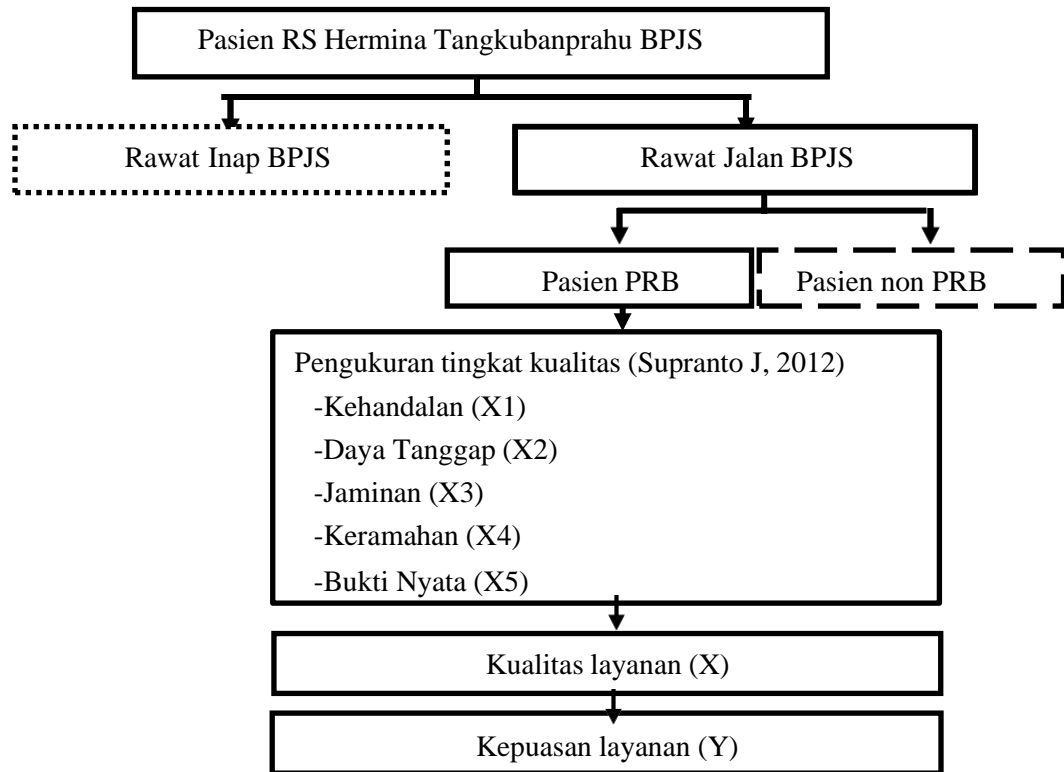 Pasien RS Hermina Tangkubanprahu BPJS
Rawat Inap BPJS
Rawat Jalan BPJS
Pasien PRB
Pasien non PRB
Pengukuran tingkat kualitas (Supranto J, 2012)
-Kehandalan (X1)
-Daya Tanggap (X2)
-Jaminan (X3)
-Keramahan (X4)
-Bukti Nyata (X5)
Kualitas layanan (X)
Kepuasan layanan (Y)